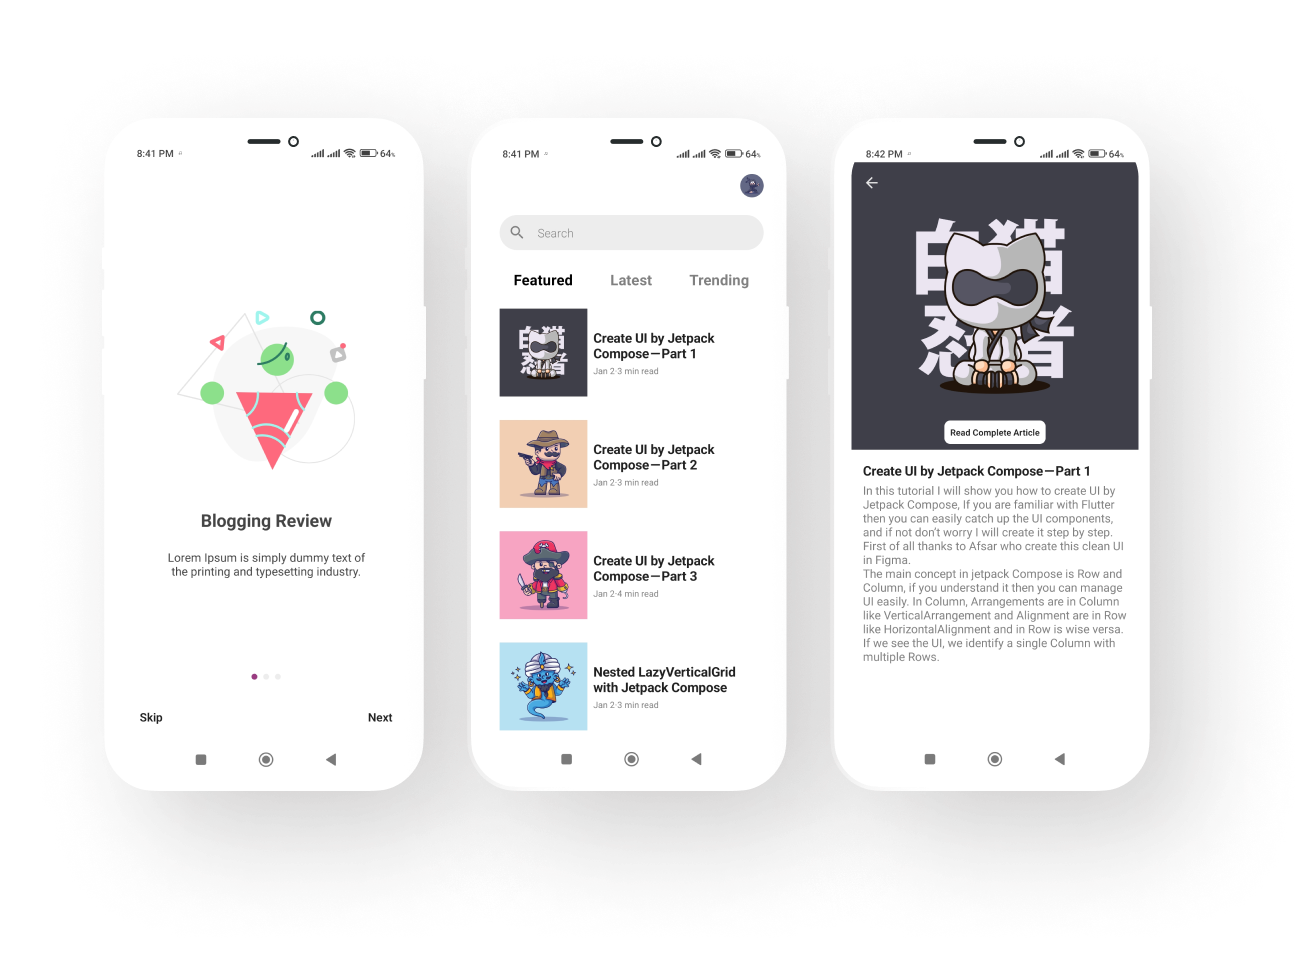 8:41 PM
64%
Blogging Review
Lorem Ipsum is simply dummy text of
the printing and typesetting industry.
Skip
Next
8:41 PM
64%
Search
Featured
Latest
Trending
白猫
忍者
Create UI by Jetpack
Compose—Part 1
Jan 2·3 min read
Create UI by Jetpack
Compose—Part 2
Jan 2·3 min read
Create UI by Jetpack
Compose—Part 3
Jan 2·4 min read
Nested LazyVerticalGrid
with Jetpack Compose
Jan 2·3 min read
8:42 PM
64%
白猫
忍者
Read Complete Article
Create UI by Jetpack Compose—Part 1
In this tutorial I will show you how to create UI by
Jetpack Compose, If you are familiar with Flutter
then you can easily catch up the UI components,
and if not don’t worry I will create it step by step.
First of all thanks to Afsar who create this clean UI
in Figma.
The main concept in jetpack Compose is Row and
Column, if you understand it then you can manage
UI easily. In Column, Arrangements are in Column
like VerticalArrangement and Alignment are in Row
like HorizontalAlignment and in Row is wise versa.
If we see the UI, we identify a single Column with
multiple Rows.